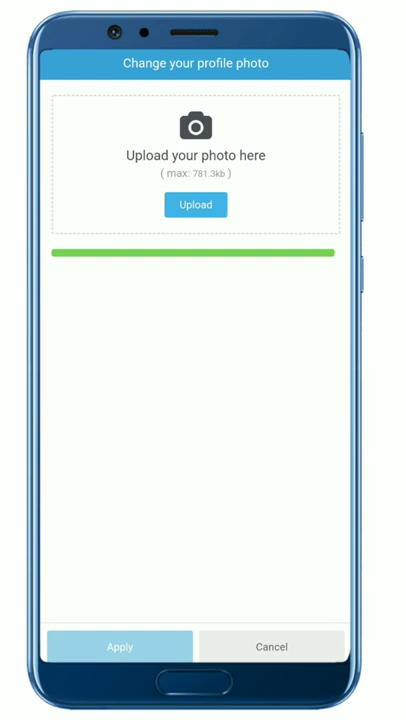 Change your profile photo
Upload your photo here
( max: 781.3kb )
Upload
Apply
Cancel